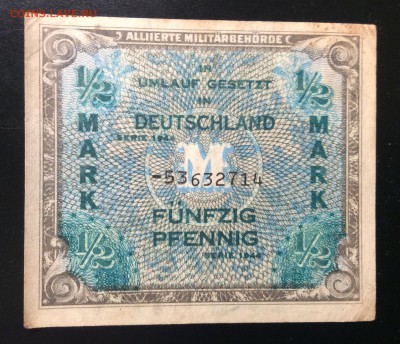 COINS.LAVE.RU
ALLIIERTE MILITÄRBEHÖRDE
1/2 IN 1/2
UMLAUF GESETZT
IN
DEUTSCHLAND
SERIE 1944
MARK M MARK
-53632714
FÜNFZIG
PFENNIG
1/2 SERIE 1944 1/2